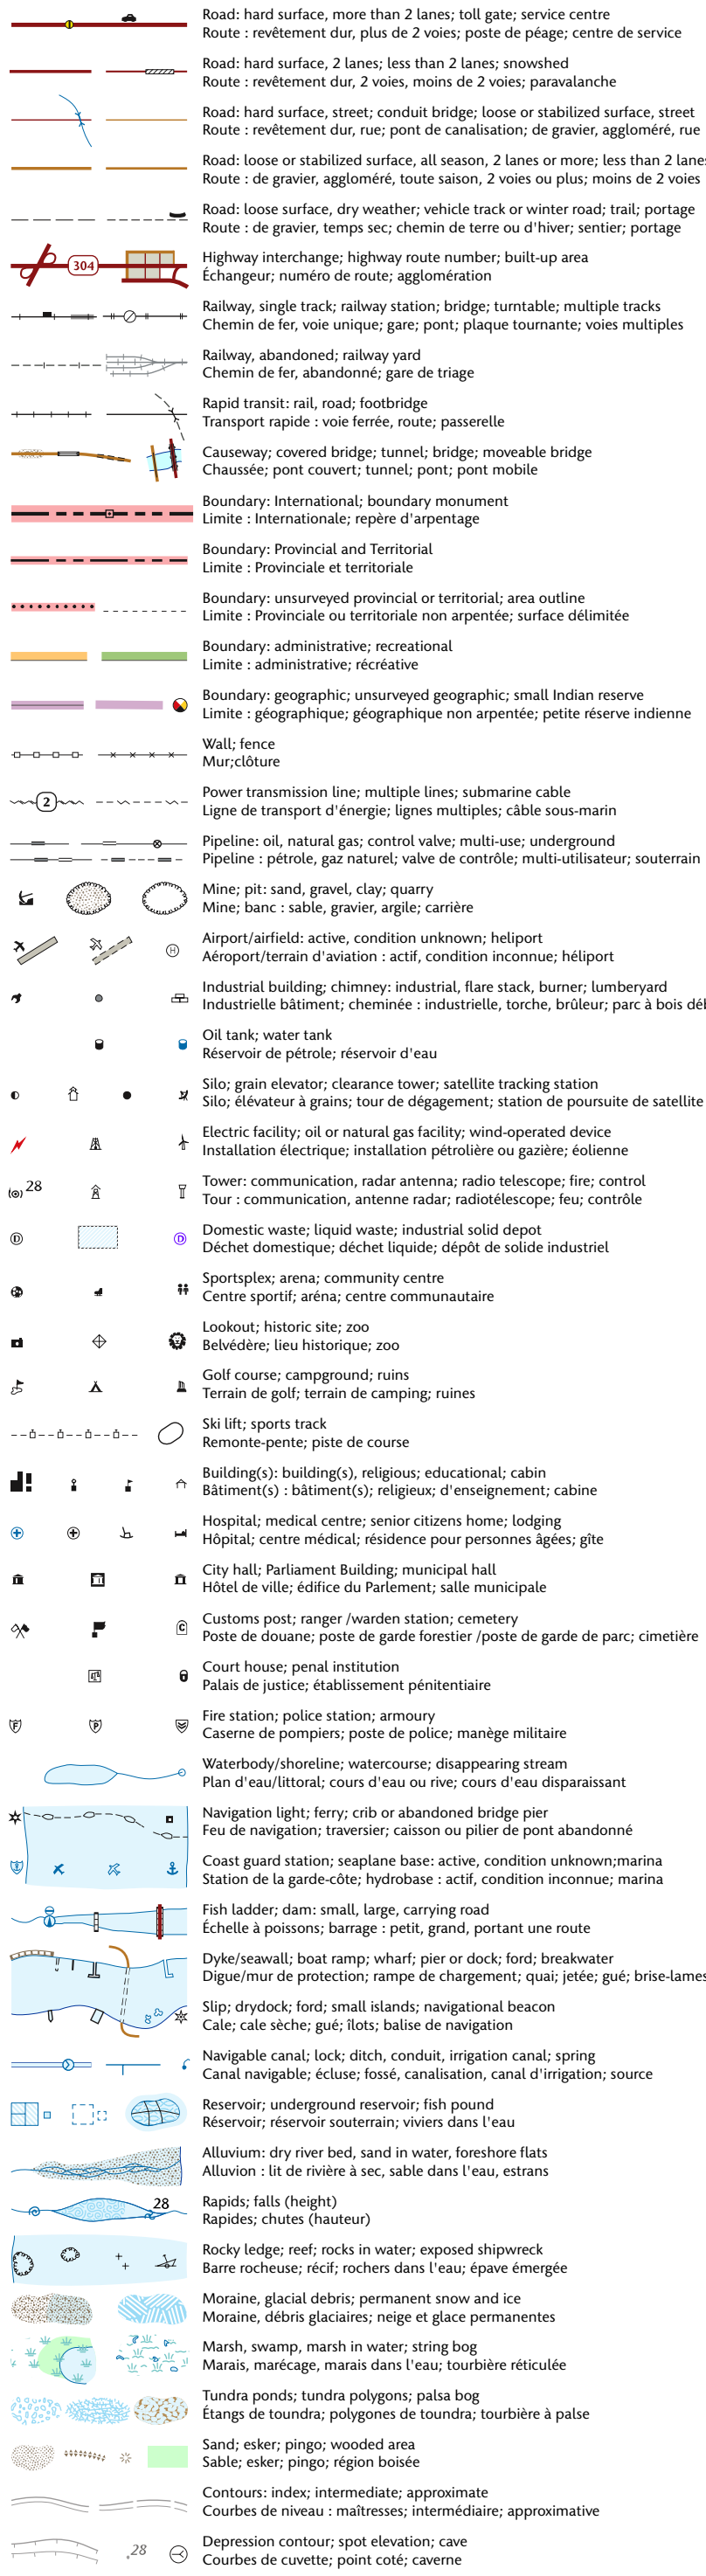 Road: hard surface, more than 2 lanes; toll gate; service centre
Route : revêtement dur, plus de 2 voies; poste de péage; centre de service
Road: hard surface, 2 lanes; less than 2 lanes; snowshed
Route : revêtement dur, 2 voies, moins de 2 voies; paravalanche
Road: hard surface, street; conduit bridge; loose or stabilized surface, street
Route : revêtement dur, rue; pont de canalisation; de gravier, aggloméré, rue
Road: loose or stabilized surface, all season, 2 lanes or more; less than 2 lanes
Route : de gravier, aggloméré, toute saison, 2 voies ou plus; moins de 2 voies
Road: loose surface, dry weather; vehicle track or winter road; trail; portage
Route : de gravier, temps sec; chemin de terre ou d'hiver; sentier; portage
304
Highway interchange; highway route number; built-up area
Échangeur; numéro de route; agglomération
Railway, single track; railway station; bridge; turntable; multiple tracks
Chemin de fer, voie unique; gare; pont; plaque tournante; voies multiples
Railway, abandoned; railway yard
Chemin de fer, abandonné; gare de triage
Rapid transit: rail, road; footbridge
Transport rapide : voie ferrée, route; passerelle
Causeway; covered bridge; tunnel; bridge; moveable bridge
Chaussée; pont couvert; tunnel; pont; pont mobile
Boundary: International; boundary monument
Limite : Internationale; repère d'arpentage
Boundary: Provincial and Territorial
Limite : Provinciale et territoriale
Boundary: unsurveyed provincial or territorial; area outline
Limite : Provinciale ou territoriale non arpentée; surface délimitée
Boundary: administrative; recreational
Limite : administrative; récréative
Boundary: geographic; unsurveyed geographic; small Indian reserve
Limite : géographique; géographique non arpentée; petite réserve indienne
Wall; fence
Mur;clôture
2
Power transmission line; multiple lines; submarine cable
Ligne de transport d'énergie; lignes multiples; câble sous-marin
Pipeline: oil, natural gas; control valve; multi-use; underground
Pipeline : pétrole, gaz naturel; valve de contrôle; multi-utilisateur; souterrain
Mine; pit: sand, gravel, clay; quarry
Mine; banc : sable, gravier, argile; carrière
H
Airport/airfield: active, condition unknown; heliport
Aéroport/terrain d'aviation : actif, condition inconnue; héliport
Industrial building; chimney: industrial, flare stack, burner; lumberyard
Industrielle bâtiment; cheminée : industrielle, torche, brûleur; parc à bois dé
Oil tank; water tank
Réservoir de pétrole; réservoir d'eau
Silo; grain elevator; clearance tower; satellite tracking station
Silo; élévateur à grains; tour de dégagement; station de poursuite de satellite
Electric facility; oil or natural gas facility; wind-operated device
Installation électrique; installation pétrolière ou gazière; éolienne
28
Tower: communication, radar antenna; radio telescope; fire; control
Tour : communication, antenne radar; radiotélescope; feu; contrôle
D D
Domestic waste; liquid waste; industrial solid depot
Déchet domestique; déchet liquide; dépôt de solide industriel
Sportsplex; arena; community centre
Centre sportif; aréna; centre communautaire
Lookout; historic site; zoo
Belvédère; lieu historique; zoo
Golf course; campground; ruins
Terrain de golf; terrain de camping; ruines
Ski lift; sports track
Remonte-pente; piste de course
Building(s): building(s), religious; educational; cabin
Bâtiment(s) : bâtiment(s); religieux; d'enseignement; cabine
Hospital; medical centre; senior citizens home; lodging
Hôpital; centre médical; résidence pour personnes âgées; gîte
City hall; Parliament Building; municipal hall
Hôtel de ville; édifice du Parlement; salle municipale
C
Customs post; ranger /warden station; cemetery
Poste de douane; poste de garde forestier /poste de garde de parc; cimetière
Court house; penal institution
Palais de justice; établissement pénitentiaire
F P
Fire station; police station; armoury
Caserne de pompiers; poste de police; manège militaire
Waterbody/shoreline; watercourse; disappearing stream
Plan d'eau/littoral; cours d'eau ou rive; cours d'eau disparaissant
Navigation light; ferry; crib or abandoned bridge pier
Feu de navigation; traversier; caisson ou pilier de pont abandonné
Coast guard station; seaplane base: active, condition unknown;marina
Station de la garde-côte; hydrobase : actif, condition inconnue; marina
Fish ladder; dam: small, large, carrying road
Échelle à poissons; barrage : petit, grand, portant une route
Dyke/seawall; boat ramp; wharf; pier or dock; ford; breakwater
Digue/mur de protection; rampe de chargement; quai; jetée; gué; brise-lames
Slip; drydock; ford; small islands; navigational beacon
Cale; cale sèche; gué; îlots; balise de navigation
Navigable canal; lock; ditch, conduit, irrigation canal; spring
Canal navigable; écluse; fossé, canalisation, canal d'irrigation; source
Reservoir; underground reservoir; fish pound
Réservoir; réservoir souterrain; viviers dans l'eau
Alluvium: dry river bed, sand in water, foreshore flats
Alluvion : lit de rivière à sec, sable dans l'eau, estrans
28
Rapids; falls (height)
Rapides; chutes (hauteur)
Rocky ledge; reef; rocks in water; exposed shipwreck
Barre rocheuse; récif; rochers dans l'eau; épave émergée
Moraine, glacial debris; permanent snow and ice
Moraine, débris glaciaires; neige et glace permanentes
Marsh, swamp, marsh in water; string bog
Marais, marécage, marais dans l'eau; tourbière réticulée
Tundra ponds; tundra polygons; palsa bog
Étangs de toundra; polygones de toundra; tourbière à palse
Sand; esker; pingo; wooded area
Sable; esker; pingo; région boisée
Contours: index; intermediate; approximate
Courbes de niveau : maîtresses; intermédiaire; approximative
.28
Depression contour; spot elevation; cave
Courbes de cuvette; point coté; caverne